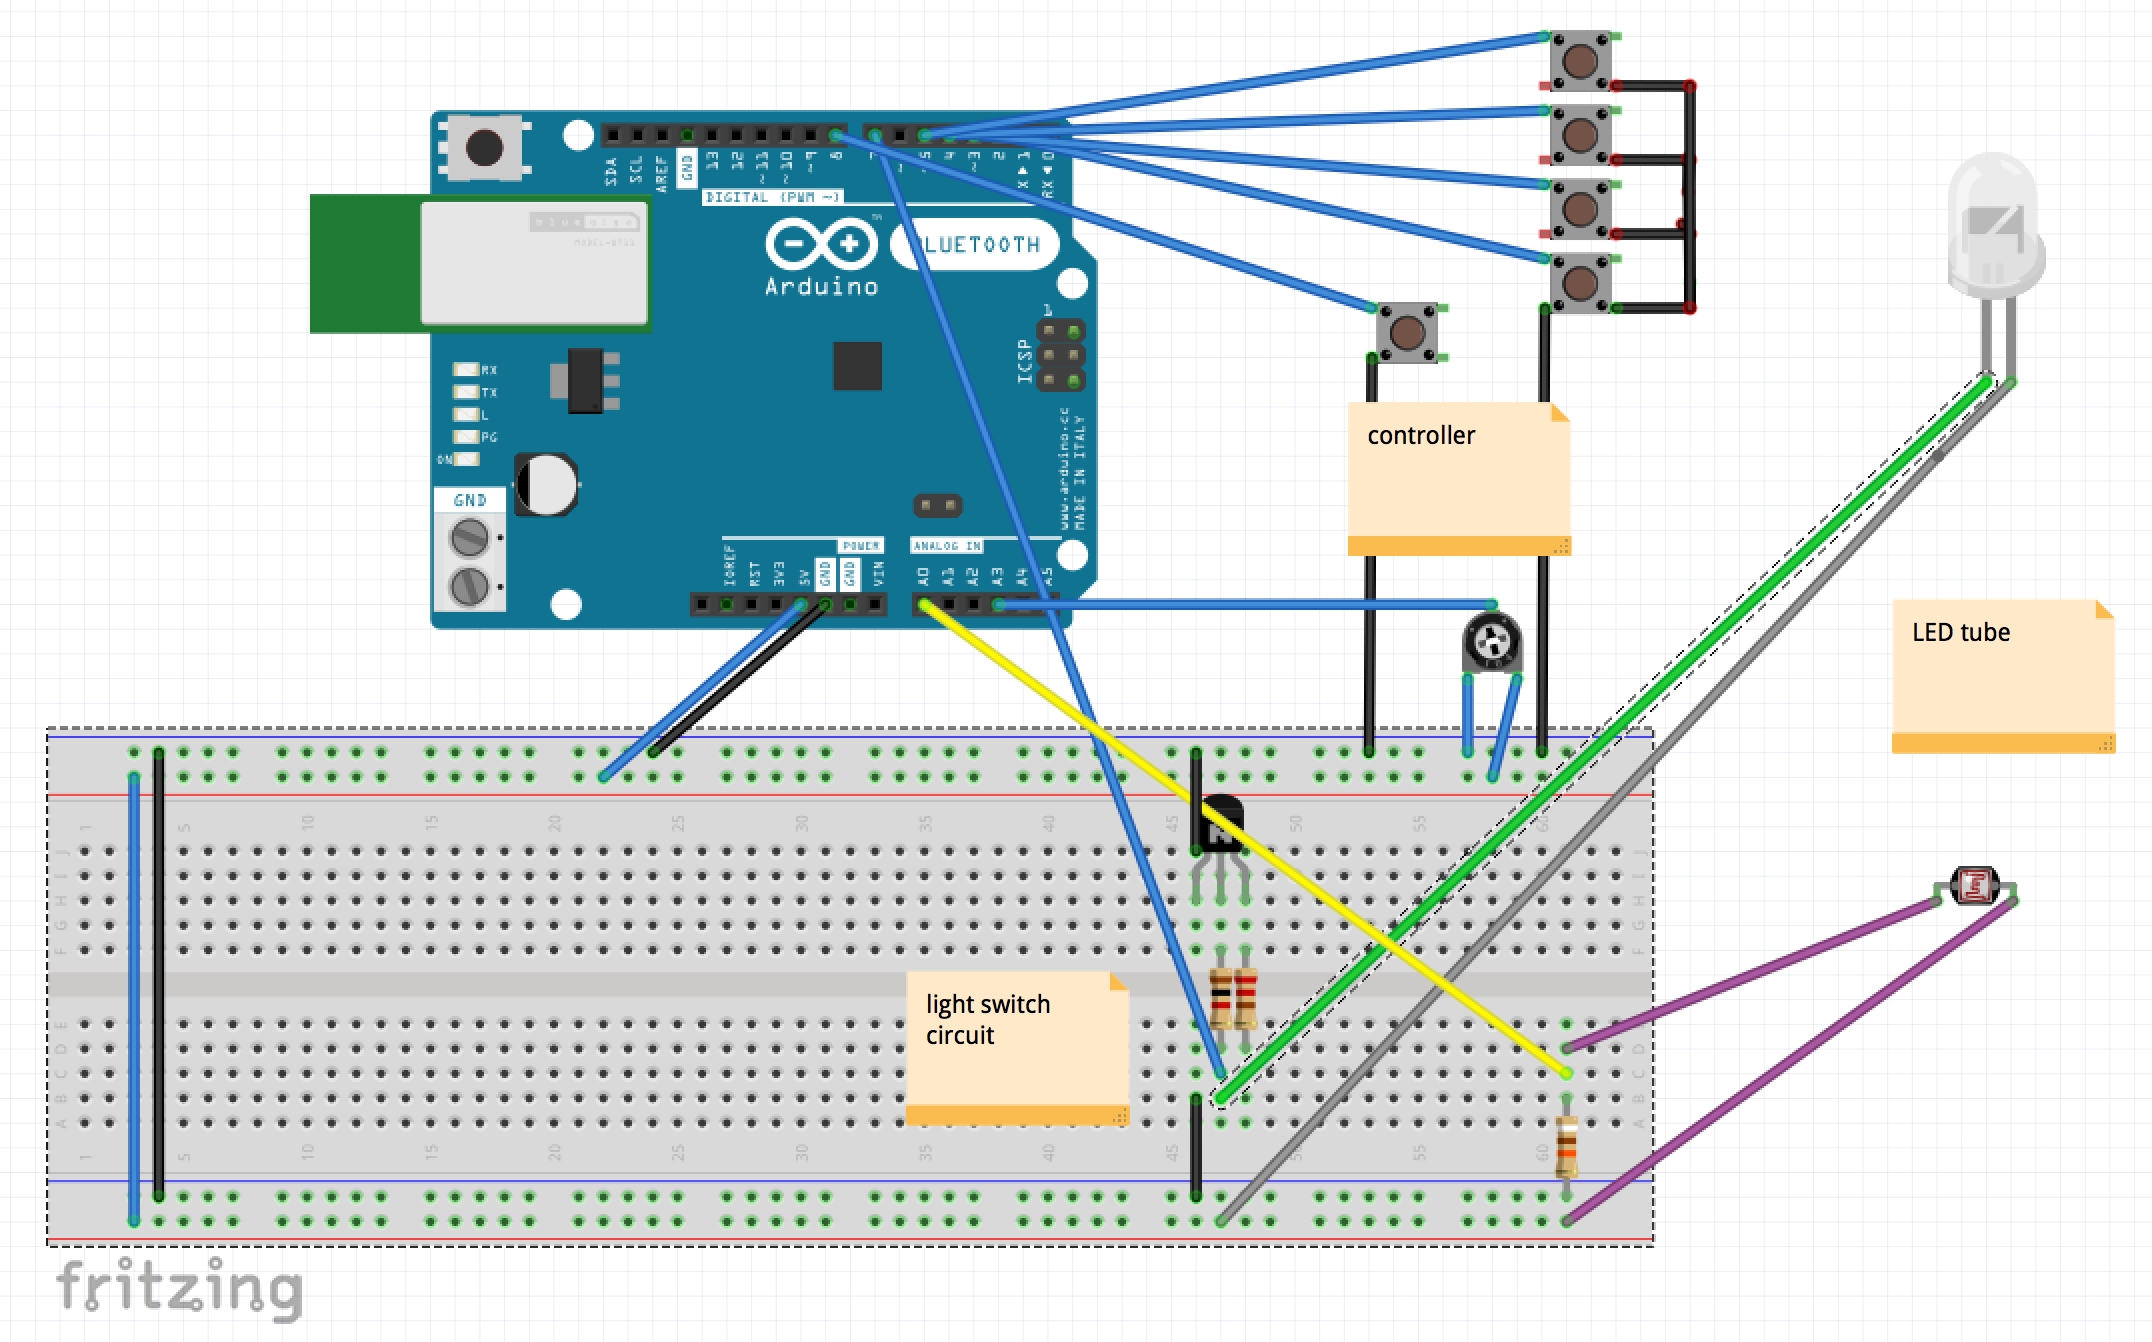 SDA
SCL
AREF
GND
13
12
~11
~10
~9
8
7
~5
4
~3
2
1
0
DIGITAL (PWM ~)
TM
bluegiga
Arduino
BLUETOOTH
1
ICSP
RX
TX
L
PG
ON
GND
www.arduino.cc
MADE IN ITALY
POWER
ANALOG IN
IOREF
RST
3V3
5V
GND
GND
VIN
A0
A1
A2
A3
A4
A5
controller
LED tube
1
5
10
15
20
25
30
35
40
45
50
55
60
J
I
H
G
F
J
I
H
G
F
light switch
circuit
E
D
C
B
A
E
D
C
B
A
1
5
10
15
20
25
30
35
40
45
50
55
60
fritzing